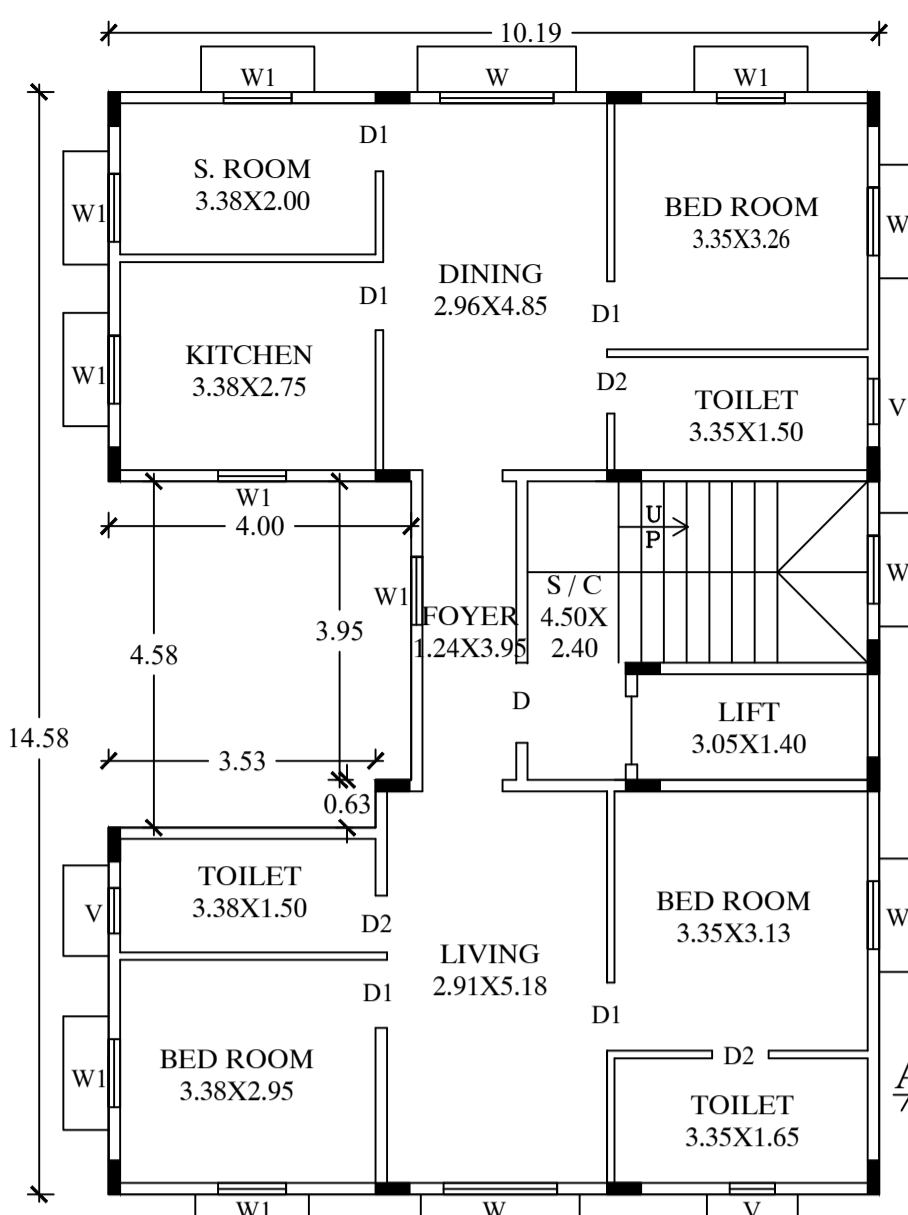 10.19
W1
W
W1
D1
S. ROOM
3.38X2.00
BED ROOM
3.35X3.26
W1
W
DINING
2.96X4.85
D1
D1
KITCHEN
3.38X2.75
W1
D2
TOILET
3.35X1.50
V
W1
4.00
U
P
W
S / C
4.50X
2.40
W1
FOYER
1.24X3.95
3.95
4.58
D
LIFT
3.05X1.40
14.58
3.53
0.63
TOILET
3.38X1.50
V
D2
BED ROOM
3.35X3.13
W
LIVING
2.91X5.18
D1
D1
BED ROOM
3.38X2.95
W1
D2
TOILET
3.35X1.65
A
W1
W
V